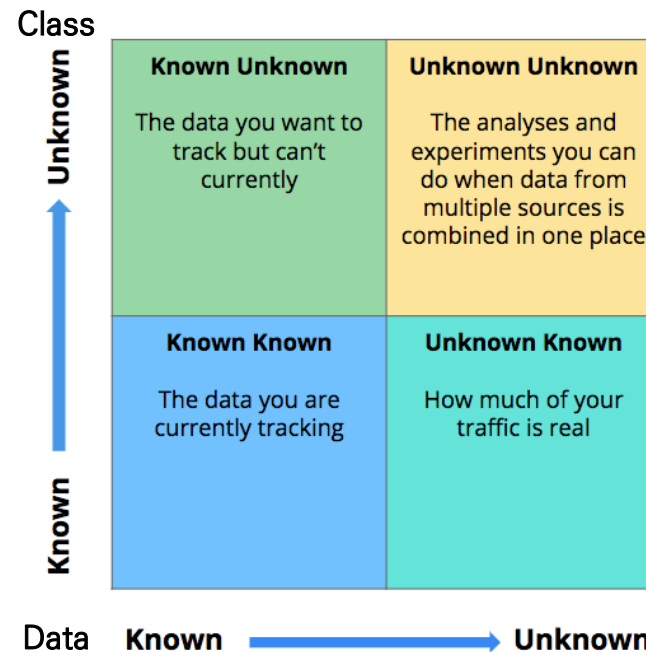 Class
Unknown
Known
Known Unknown
The data you want to
track but can't
currently
Unknown Unknown
The analyses and
experiments you can
do when data from
multiple sources is
combined in one place
Known Known
The data you are
currently tracking
Unknown Known
How much of your
traffic is real
Data
Known
Unknown